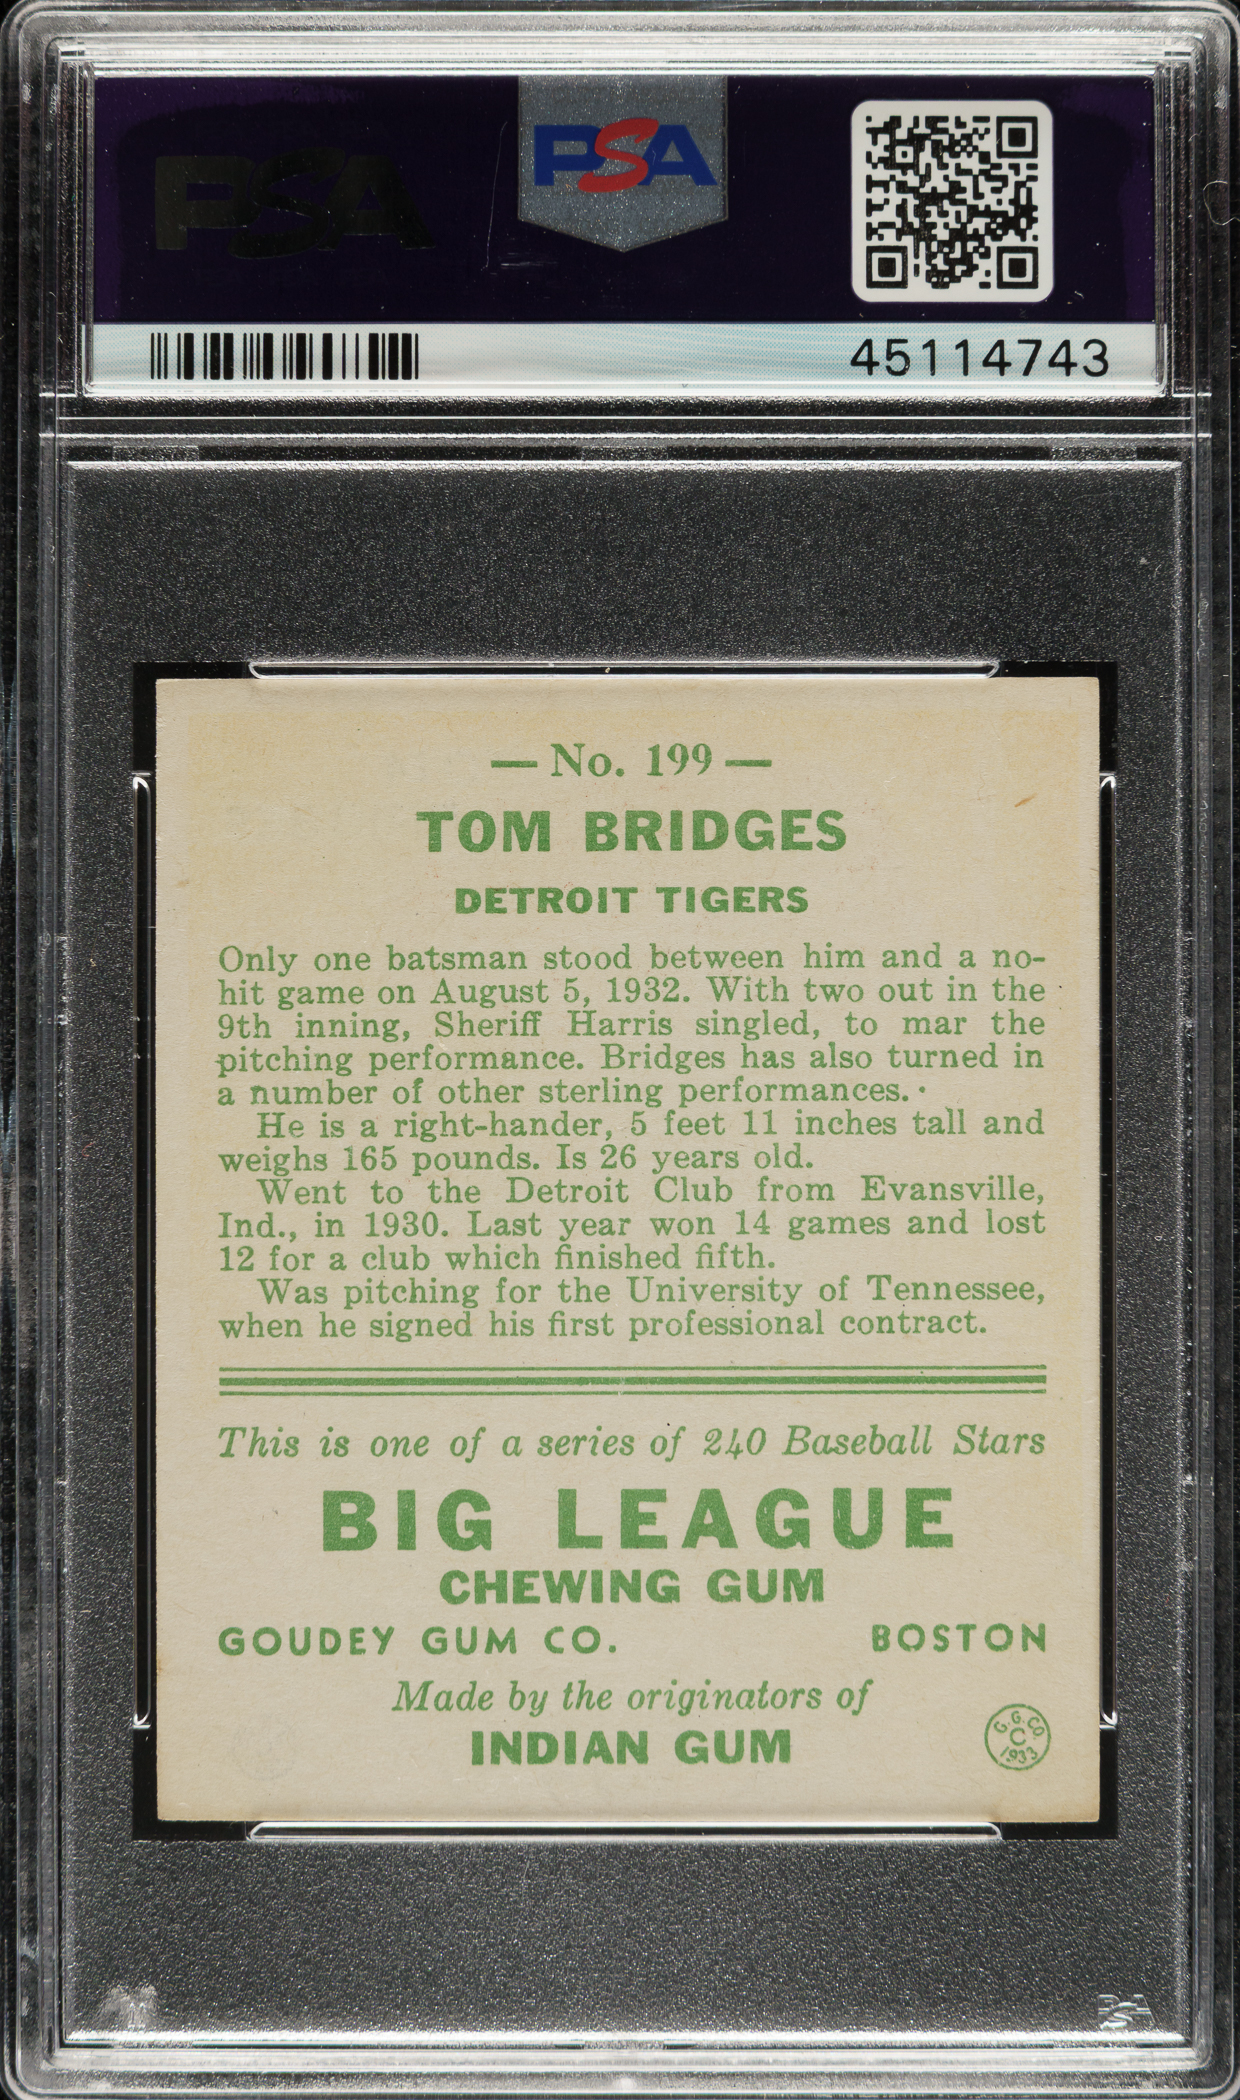 PSA
PSA
45114743
— No. 199 —
TOM BRIDGES
DETROIT TIGERS
Only one batsman stood between him and a no-
hit game on August 5, 1932. With two out in the
9th inning, Sheriff Harris singled, to mar the
pitching performance. Bridges has also turned in
a number of other sterling performances.
He is a right-hander, 5 feet 11 inches tall and
weighs 165 pounds. Is 26 years old.
Went to the Detroit Club from Evansville,
Ind., in 1930. Last year won 14 games and lost
12 for a club which finished fifth.
Was pitching for the University of Tennessee,
when he signed his first professional contract.
This is one of a series of 240 Baseball Stars
BIG LEAGUE
CHEWING GUM
GOUDEY GUM CO. BOSTON
Made by the originators of
INDIAN GUM
G. G. CO
C
1933
PSA